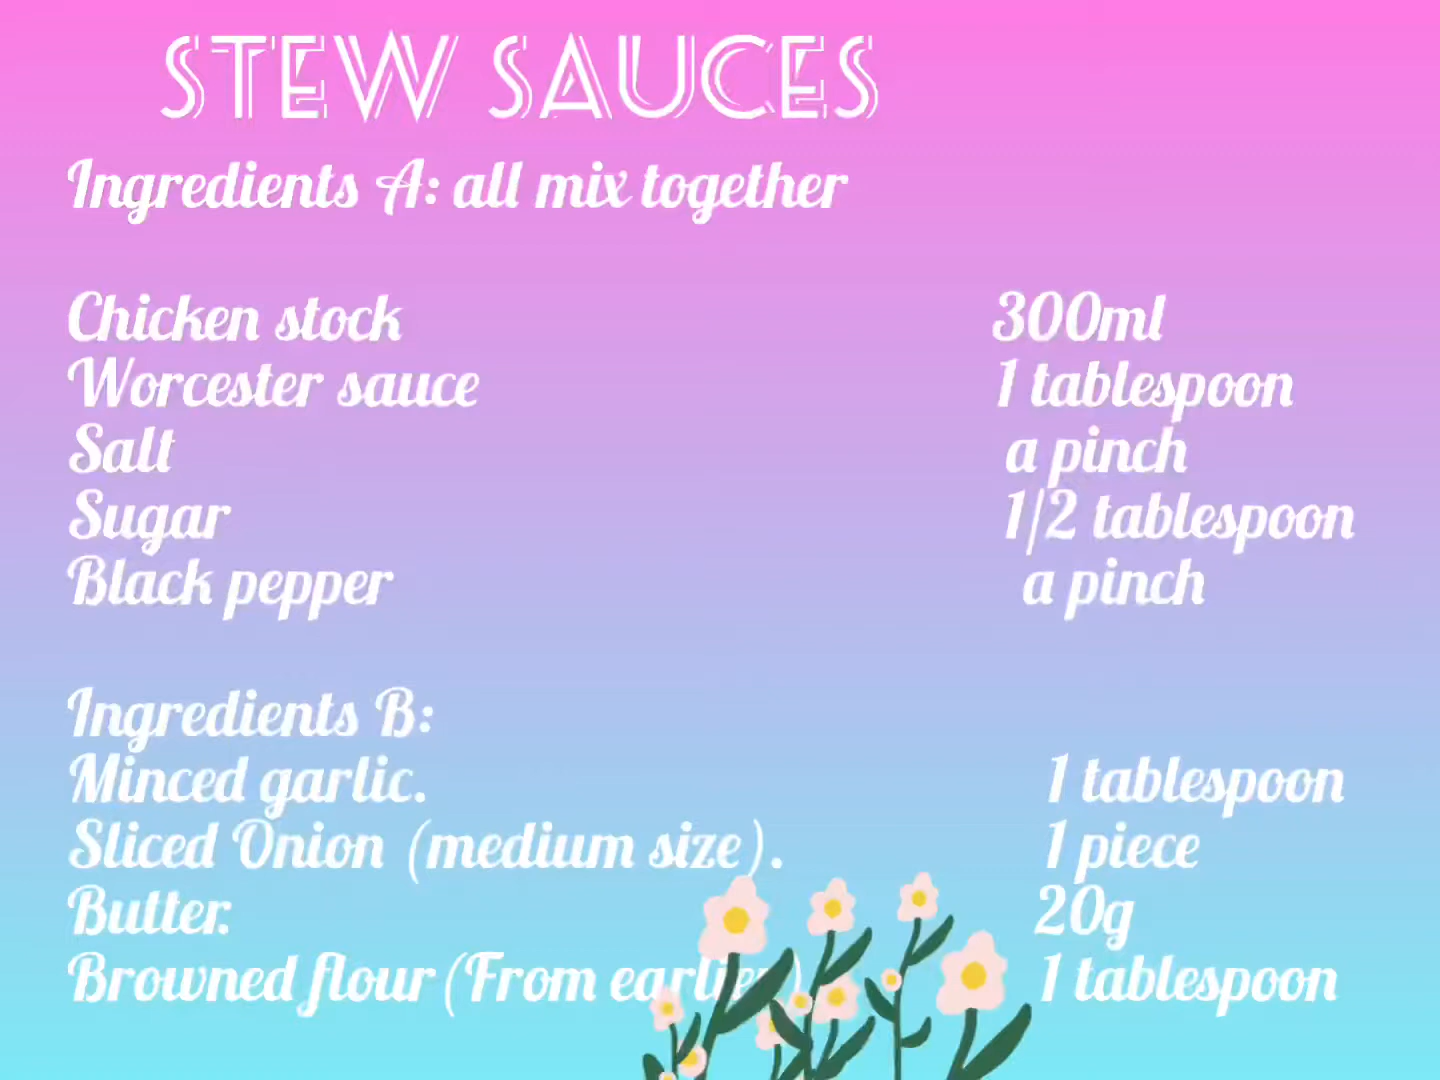 STEW SAUCES
Ingredients A: all mix together
Chicken stock 300ml
Worcester sauce 1 tablespoon
Salt a pinch
Sugar 1/2 tablespoon
Black pepper a pinch
Ingredients B:
Minced garlic. 1 tablespoon
Sliced Onion (medium size). 1 piece
Butter. 20g
Browned flour (From earlier). 1 tablespoon